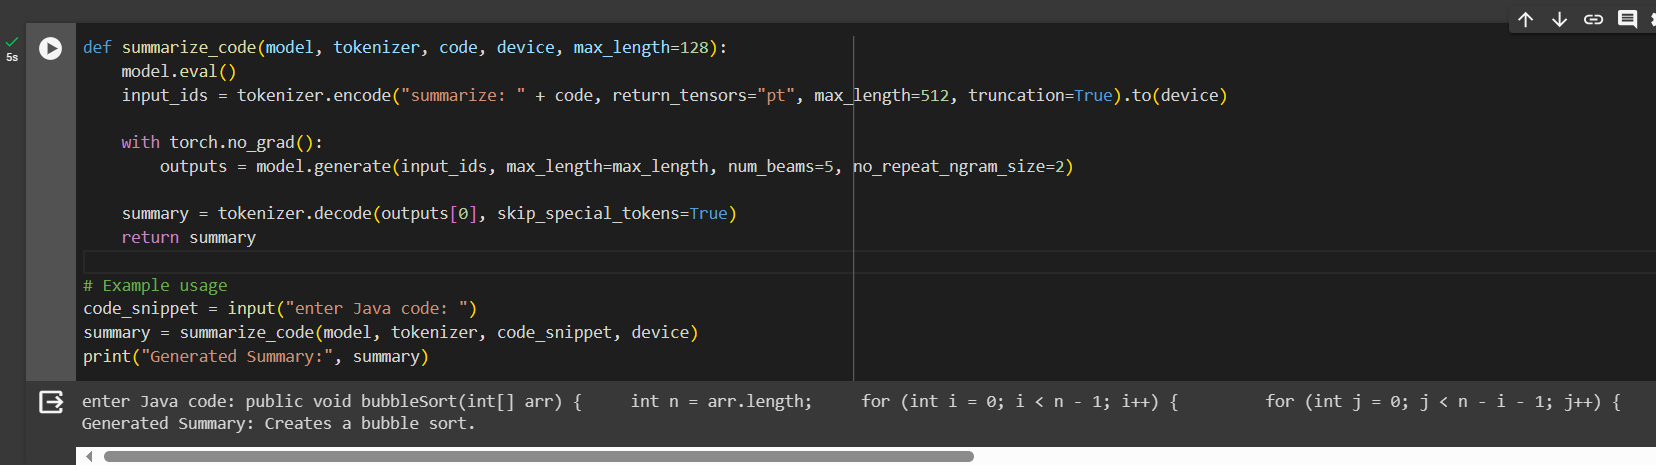 5s
def summarize_code(model, tokenizer, code, device, max_length=128):
    model.eval()
    input_ids = tokenizer.encode("summarize: " + code, return_tensors="pt", max_length=512, truncation=True).to(device)
    with torch.no_grad():
        outputs = model.generate(input_ids, max_length=max_length, num_beams=5, no_repeat_ngram_size=2)
    summary = tokenizer.decode(outputs[0], skip_special_tokens=True)
    return summary
# Example usage
code_snippet = input("enter Java code: ")
summary = summarize_code(model, tokenizer, code_snippet, device)
print("Generated Summary:", summary)
enter Java code: public void bubbleSort(int[] arr) {     int n = arr.length;     for (int i = 0; i < n - 1; i++) {         for (int j = 0; j < n - i - 1; j++) {
Generated Summary: Creates a bubble sort.